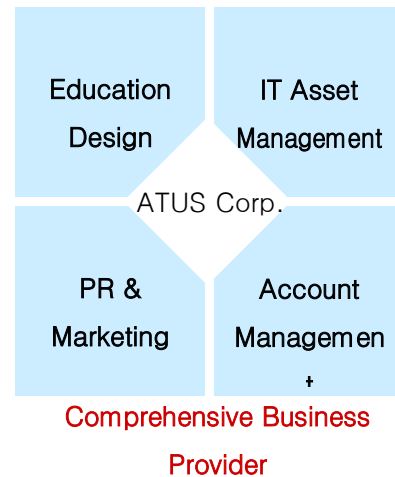 Education
Design
IT Asset
Management
ATUS Corp.
PR &
Marketing
Account
Managemen
t
Comprehensive Business
Provider